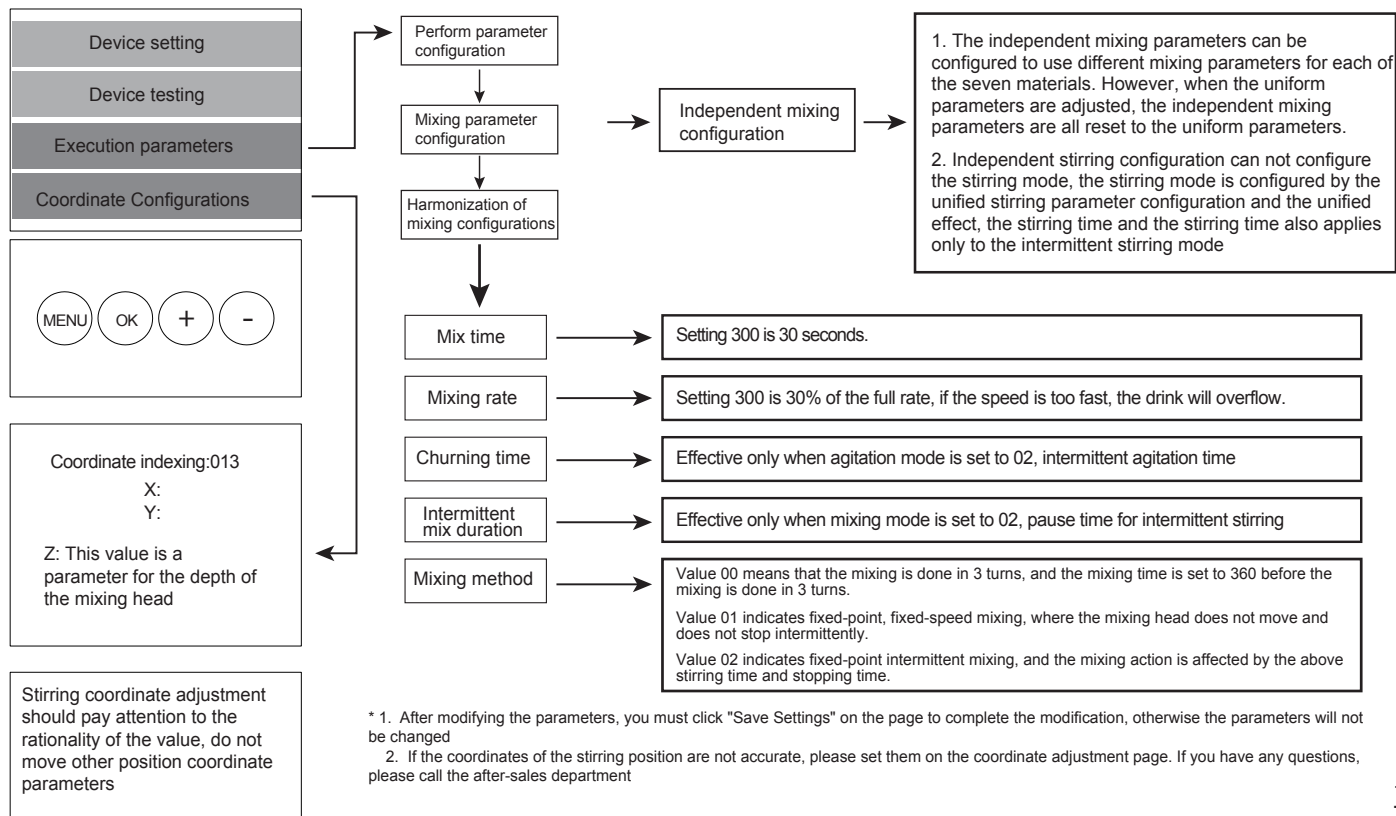 Device setting
Device testing
Execution parameters
Coordinate Configurations
MENU
OK
+
-
Coordinate indexing:013
X:
Y:
Z: This value is a
parameter for the depth of
the mixing head
Stirring coordinate adjustment
should pay attention to the
rationality of the value, do not
move other position coordinate
parameters
Perform parameter
configuration
Mixing parameter
configuration
Harmonization of
mixing configurations
Independent mixing
configuration
1. The independent mixing parameters can be
configured to use different mixing parameters for each of
the seven materials. However, when the uniform
parameters are adjusted, the independent mixing
parameters are all reset to the uniform parameters.
2. Independent stirring configuration can not configure
the stirring mode, the stirring mode is configured by the
unified stirring parameter configuration and the unified
effect, the stirring time and the stirring time also applies
only to the intermittent stirring mode
Mix time
Setting 300 is 30 seconds.
Mixing rate
Setting 300 is 30% of the full rate, if the speed is too fast, the drink will overflow.
Churning time
Effective only when agitation mode is set to 02, intermittent agitation time
Intermittent
mix duration
Effective only when mixing mode is set to 02, pause time for intermittent stirring
Mixing method
Value 00 means that the mixing is done in 3 turns, and the mixing time is set to 360 before the
mixing is done in 3 turns.
Value 01 indicates fixed-point, fixed-speed mixing, where the mixing head does not move and
does not stop intermittently.
Value 02 indicates fixed-point intermittent mixing, and the mixing action is affected by the above
stirring time and stopping time.
* 1. After modifying the parameters, you must click "Save Settings" on the page to complete the modification, otherwise the parameters will not
be changed
2. If the coordinates of the stirring position are not accurate, please set them on the coordinate adjustment page. If you have any questions,
please call the after-sales department